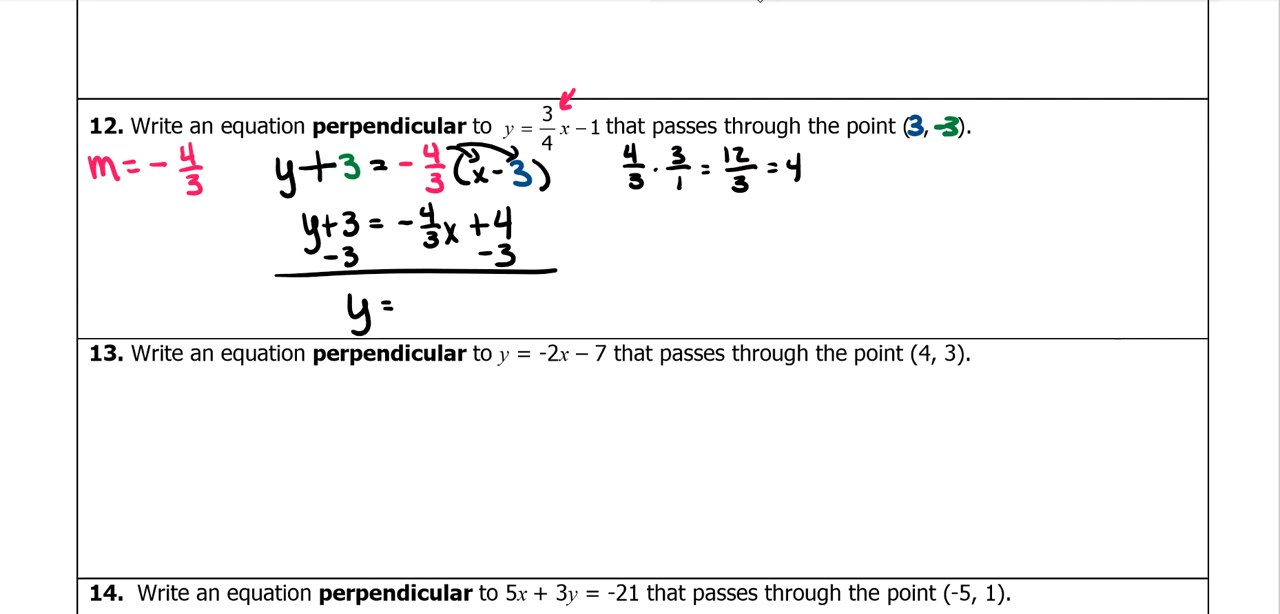 12. Write an equation perpendicular to y = 3/4 x − 1 that passes through the point (3, -3).
m = - 4/3 y + 3 = - 4/3 (x - 3) 4/3 · 3/1 = 12/3 = 4
y + 3 = - 4/3 x + 4
- 3 - 3
y =
13. Write an equation perpendicular to y = -2x – 7 that passes through the point (4, 3).
14. Write an equation perpendicular to 5x + 3y = -21 that passes through the point (-5, 1).